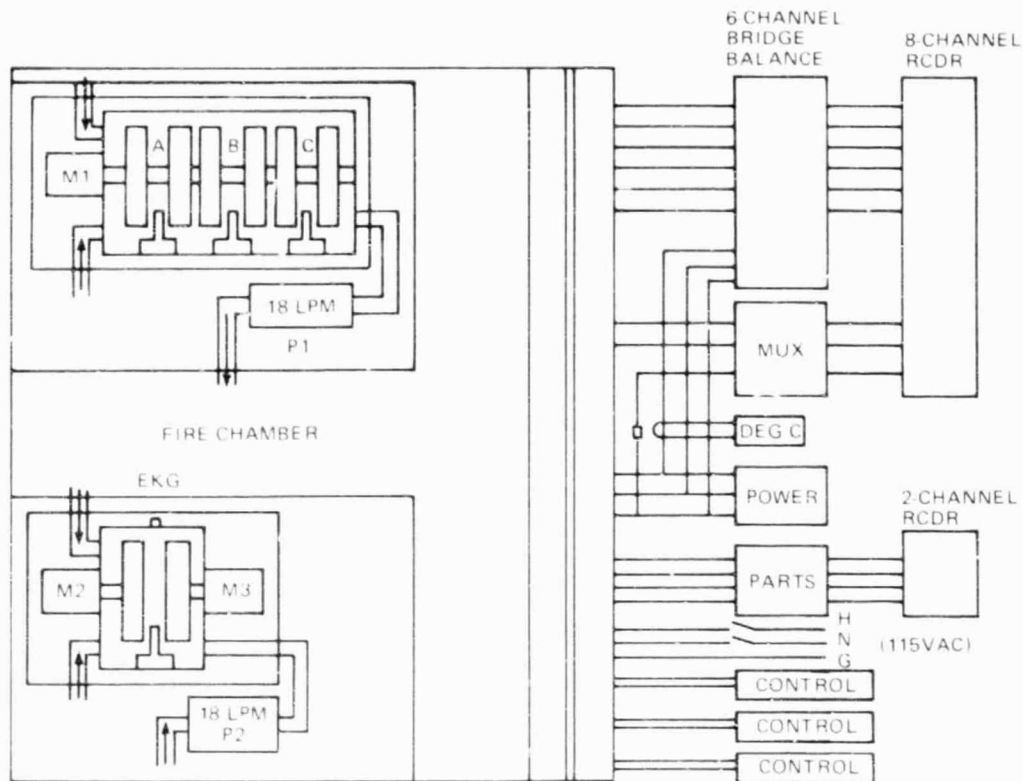 6-CHANNEL
BRIDGE
BALANCE
8-CHANNEL
RCDR
A
B
C
M1
18 LPM
P1
MUX
FIRE CHAMBER
DEG C
EKG
POWER
2-CHANNEL
RCDR
M2
M3
PARTS
H
N
G
(115VAC)
CONTROL
18 LPM
P2
CONTROL
CONTROL